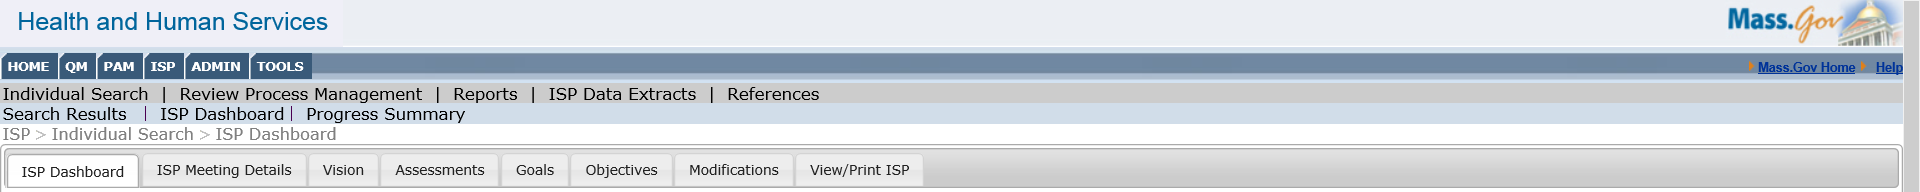 Health and Human Services
Mass.Gov
HOME QM PAM ISP ADMIN TOOLS Mass.Gov Home Help
Individual Search | Review Process Management | Reports | ISP Data Extracts | References
Search Results | ISP Dashboard | Progress Summary
ISP > Individual Search > ISP Dashboard
ISP Dashboard ISP Meeting Details Vision Assessments Goals Objectives Modifications View/Print ISP